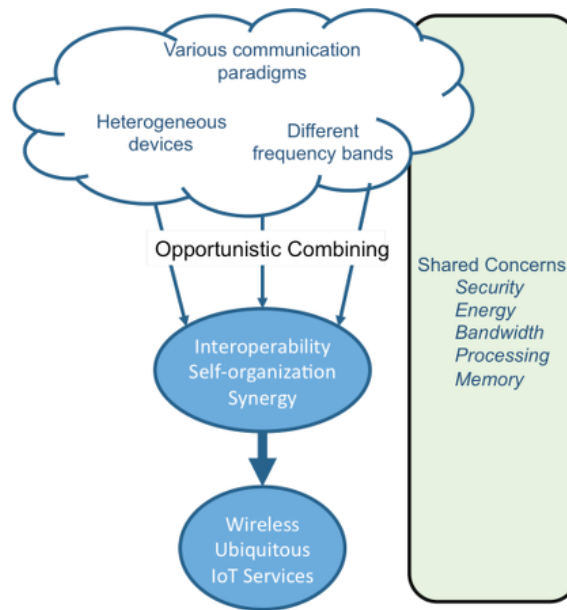 Various communication
paradigms
Heterogeneous
devices
Different
frequency bands
Opportunistic Combining
Shared Concerns
Security
Energy
Bandwidth
Processing
Memory
Interoperability
Self-organization
Synergy
Wireless
Ubiquitous
IoT Services